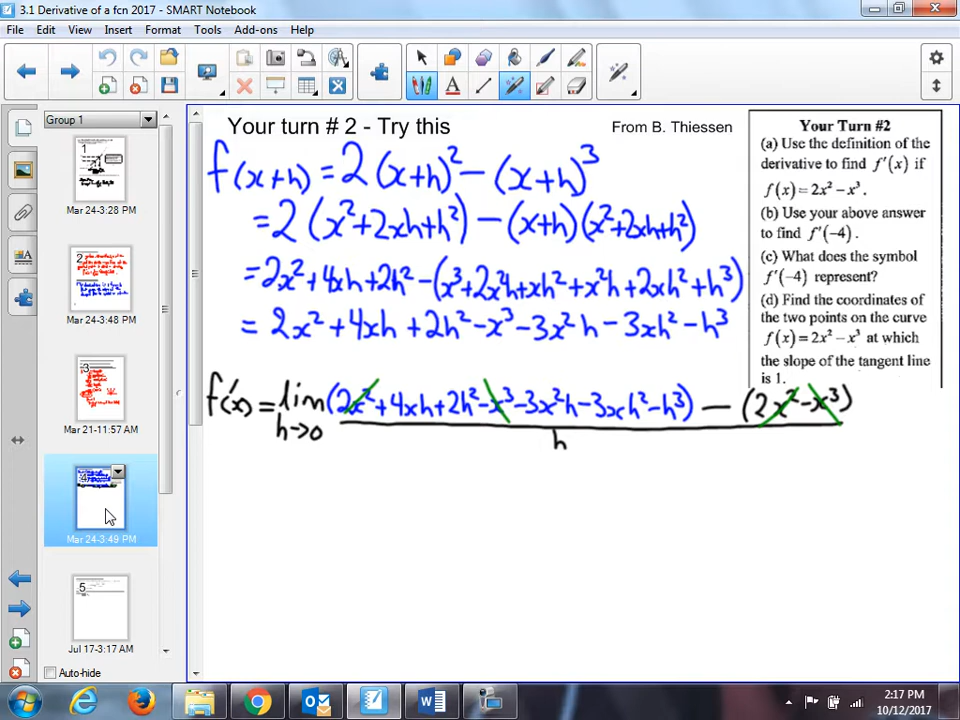 3.1 Derivative of a fcn 2017 - SMART Notebook
File Edit View Insert Format Tools Add-ons Help
Group 1
1
Mar 24-3:28 PM
2
Mar 24-3:48 PM
3
Mar 21-11:57 AM
4
Mar 24-3:49 PM
5
Jul 17-3:17 AM
Auto-hide
Your turn # 2 - Try this
From B. Thiessen
f(x+h) = 2(x+h)² - (x+h)³
= 2(x²+2xh+h²) - (x+h)(x²+2xh+h²)
= 2x²+4xh+2h² - (x³+2x²h+xh²+x²h+2xh²+h³)
= 2x²+4xh+2h²-x³-3x²h-3xh²-h³
f'(x) = lim (2x²+4xh+2h²-x³-3x²h-3xh²-h³) - (2x²-x³)
h→0 h
Your Turn #2
(a) Use the definition of the
derivative to find f′(x) if
f(x) = 2x² – x³.
(b) Use your above answer
to find f′(–4).
(c) What does the symbol
f′(–4) represent?
(d) Find the coordinates of
the two points on the curve
f(x) = 2x² – x³ at which
the slope of the tangent line
is 1.
2:17 PM
10/12/2017